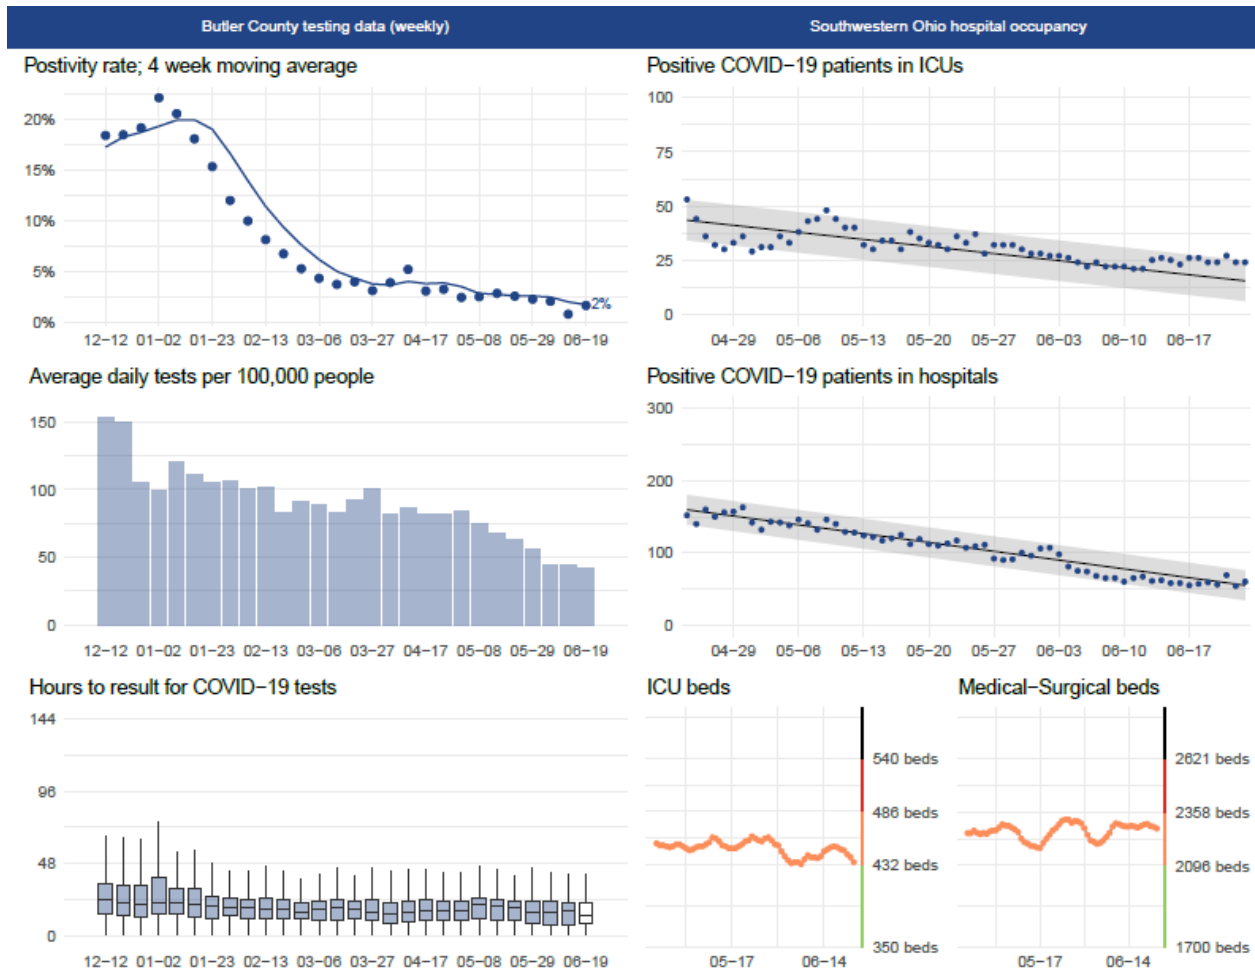 Butler County testing data (weekly)
Southwestern Ohio hospital occupancy
Postivity rate; 4 week moving average
20%
15%
10%
5%
0%
2%
12−12 01−02 01−23 02−13 03−06 03−27 04−17 05−08 05−29 06−19
Average daily tests per 100,000 people
150
100
50
0
12−12 01−02 01−23 02−13 03−06 03−27 04−17 05−08 05−29 06−19
Hours to result for COVID−19 tests
144
96
48
0
12−12 01−02 01−23 02−13 03−06 03−27 04−17 05−08 05−29 06−19
Positive COVID−19 patients in ICUs
100
75
50
25
0
04−29 05−06 05−13 05−20 05−27 06−03 06−10 06−17
Positive COVID−19 patients in hospitals
300
200
100
0
04−29 05−06 05−13 05−20 05−27 06−03 06−10 06−17
ICU beds
540 beds
486 beds
432 beds
350 beds
05−17 06−14
Medical−Surgical beds
2621 beds
2358 beds
2096 beds
1700 beds
05−17 06−14